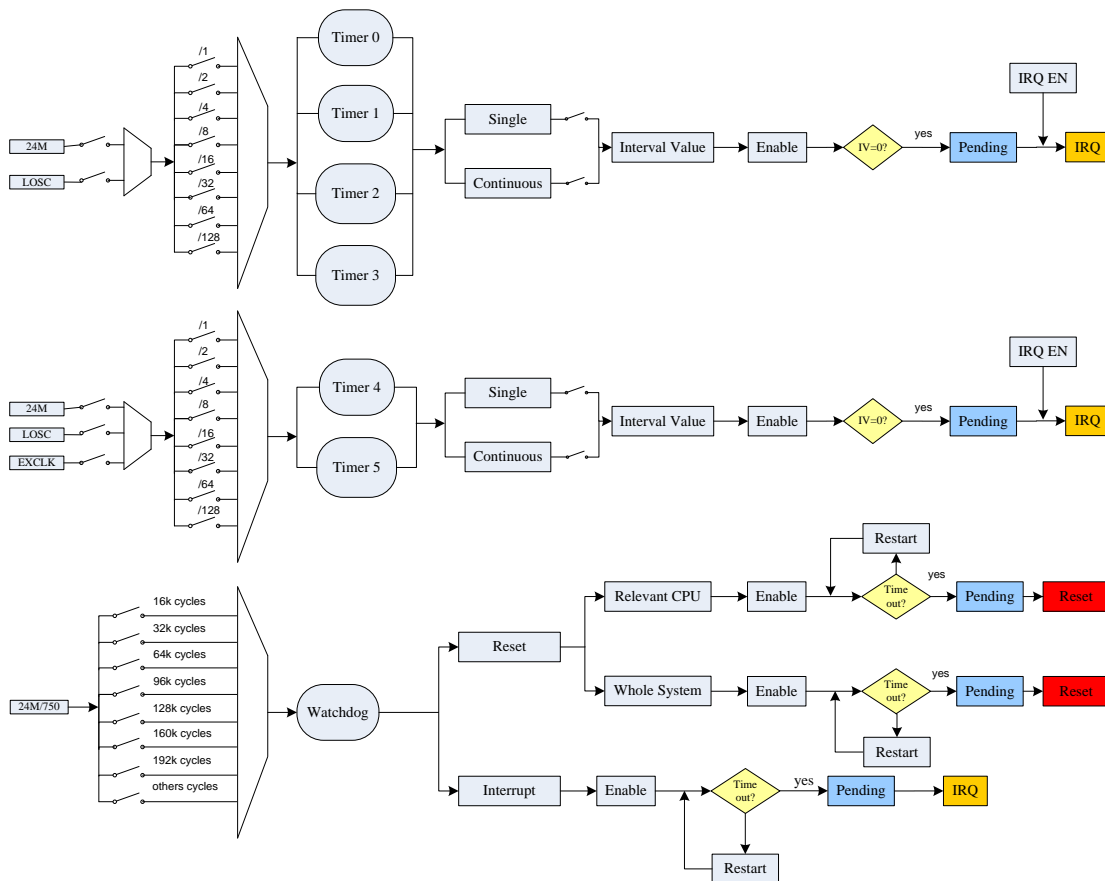 /1
/2
/4
/8
/16
/32
/64
/128
24M
LOSC
Timer 0
Timer 1
Timer 2
Timer 3
Single
Continuous
Interval Value
Enable
IV=0?
yes
Pending
IRQ EN
IRQ
/1
/2
/4
/8
/16
/32
/64
/128
24M
LOSC
EXCLK
Timer 4
Timer 5
Single
Continuous
Interval Value
Enable
IV=0?
yes
Pending
IRQ EN
IRQ
24M/750
16k cycles
32k cycles
64k cycles
96k cycles
128k cycles
160k cycles
192k cycles
others cycles
Watchdog
Reset
Relevant CPU
Enable
Restart
Time
out?
yes
Pending
Reset
Whole System
Enable
Time
out?
yes
Pending
Reset
Restart
Interrupt
Enable
Time
out?
yes
Pending
IRQ
Restart